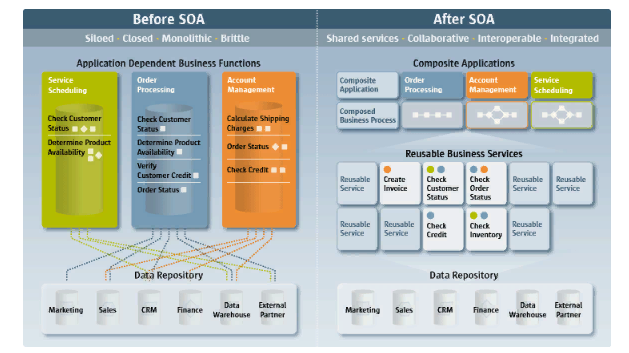 Before SOA
Siloed · Closed · Monolithic · Brittle
Application Dependent Business Functions
Service
Scheduling
Check Customer
Status
Determine Product
Availability
Order
Processing
Check Customer
Status
Determine Product
Availability
Verify
Customer Credit
Order Status
Account
Management
Calculate Shipping
Charges
Order Status
Check Credit
Data Repository
Marketing
Sales
CRM
Finance
Data
Warehouse
External
Partner
After SOA
Shared services · Collaborative · Interoperable · Integrated
Composite Applications
Composite
Application
Order
Processing
Account
Management
Service
Scheduling
Composed
Business Process
Reusable Business Services
Reusable
Service
Create
Invoice
Check
Customer
Status
Check
Order
Status
Reusable
Service
Reusable
Service
Reusable
Service
Reusable
Service
Check
Credit
Check
Inventory
Reusable
Service
Data Repository
Marketing
Sales
CRM
Finance
Data
Warehouse
External
Partner